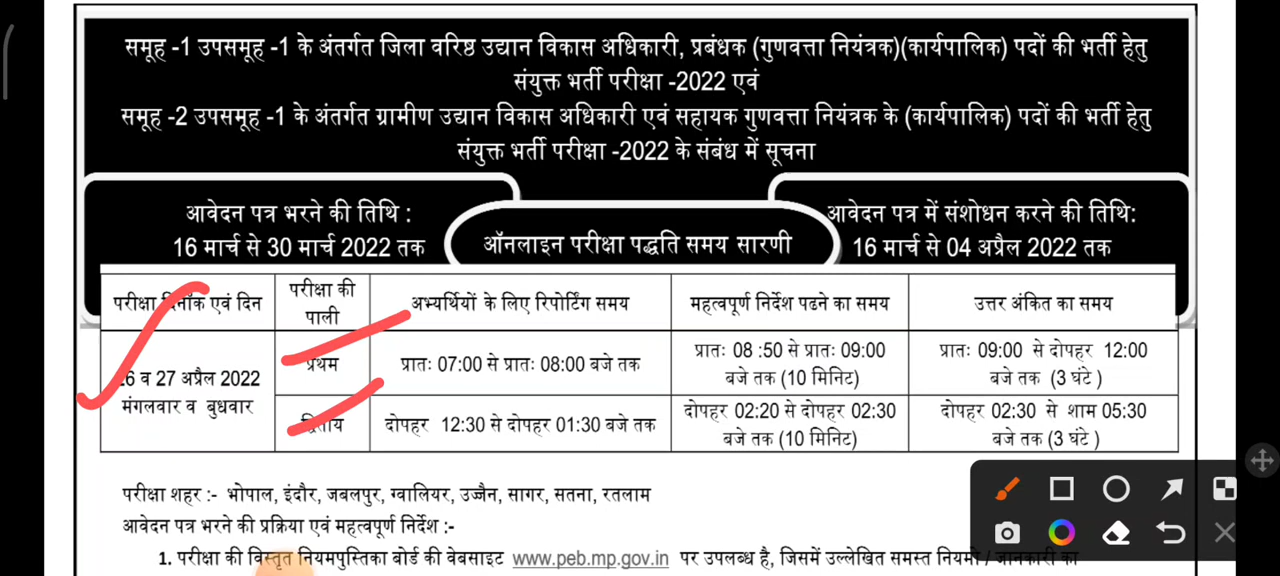 समूह -1 उपसमूह -1 के अंतर्गत जिला वरिष्ठ उद्यान विकास अधिकारी, प्रबंधक (गुणवत्ता नियंत्रक)(कार्यपालिक) पदों की भर्ती हेतु
संयुक्त भर्ती परीक्षा -2022 एवं
समूह -2 उपसमूह -1 के अंतर्गत ग्रामीण उद्यान विकास अधिकारी एवं सहायक गुणवत्ता नियंत्रक के (कार्यपालिक) पदों की भर्ती हेतु
संयुक्त भर्ती परीक्षा -2022 के संबंध में सूचना
आवेदन पत्र भरने की तिथि :
16 मार्च से 30 मार्च 2022 तक
ऑनलाइन परीक्षा पद्धति समय सारणी
आवेदन पत्र में संशोधन करने की तिथि:
16 मार्च से 04 अप्रैल 2022 तक
परीक्षा दिनाँक एवं दिन
परीक्षा की
पाली
अभ्यर्थियों के लिए रिपोर्टिंग समय
महत्वपूर्ण निर्देश पढने का समय
उत्तर अंकित का समय
26 व 27 अप्रैल 2022
मंगलवार व बुधवार
प्रथम
प्रातः 07:00 से प्रातः 08:00 बजे तक
प्रातः 08 :50 से प्रातः 09:00
बजे तक (10 मिनिट)
प्रातः 09:00 से दोपहर 12:00
बजे तक (3 घंटे )
द्वितीय
दोपहर 12:30 से दोपहर 01:30 बजे तक
दोपहर 02:20 से दोपहर 02:30
बजे तक (10 मिनिट)
दोपहर 02:30 से शाम 05:30
बजे तक (3 घंटे )
परीक्षा शहर :- भोपाल, इंदौर, जबलपुर, ग्वालियर, उज्जैन, सागर, सतना, रतलाम
आवेदन पत्र भरने की प्रक्रिया एवं महत्वपूर्ण निर्देश :-
1. परीक्षा की विस्तृत नियमपुस्तिका बोर्ड की वेबसाइट www.peb.mp.gov.in पर उपलब्ध है, जिसमें उल्लेखित समस्त नियमों / जानकारी का